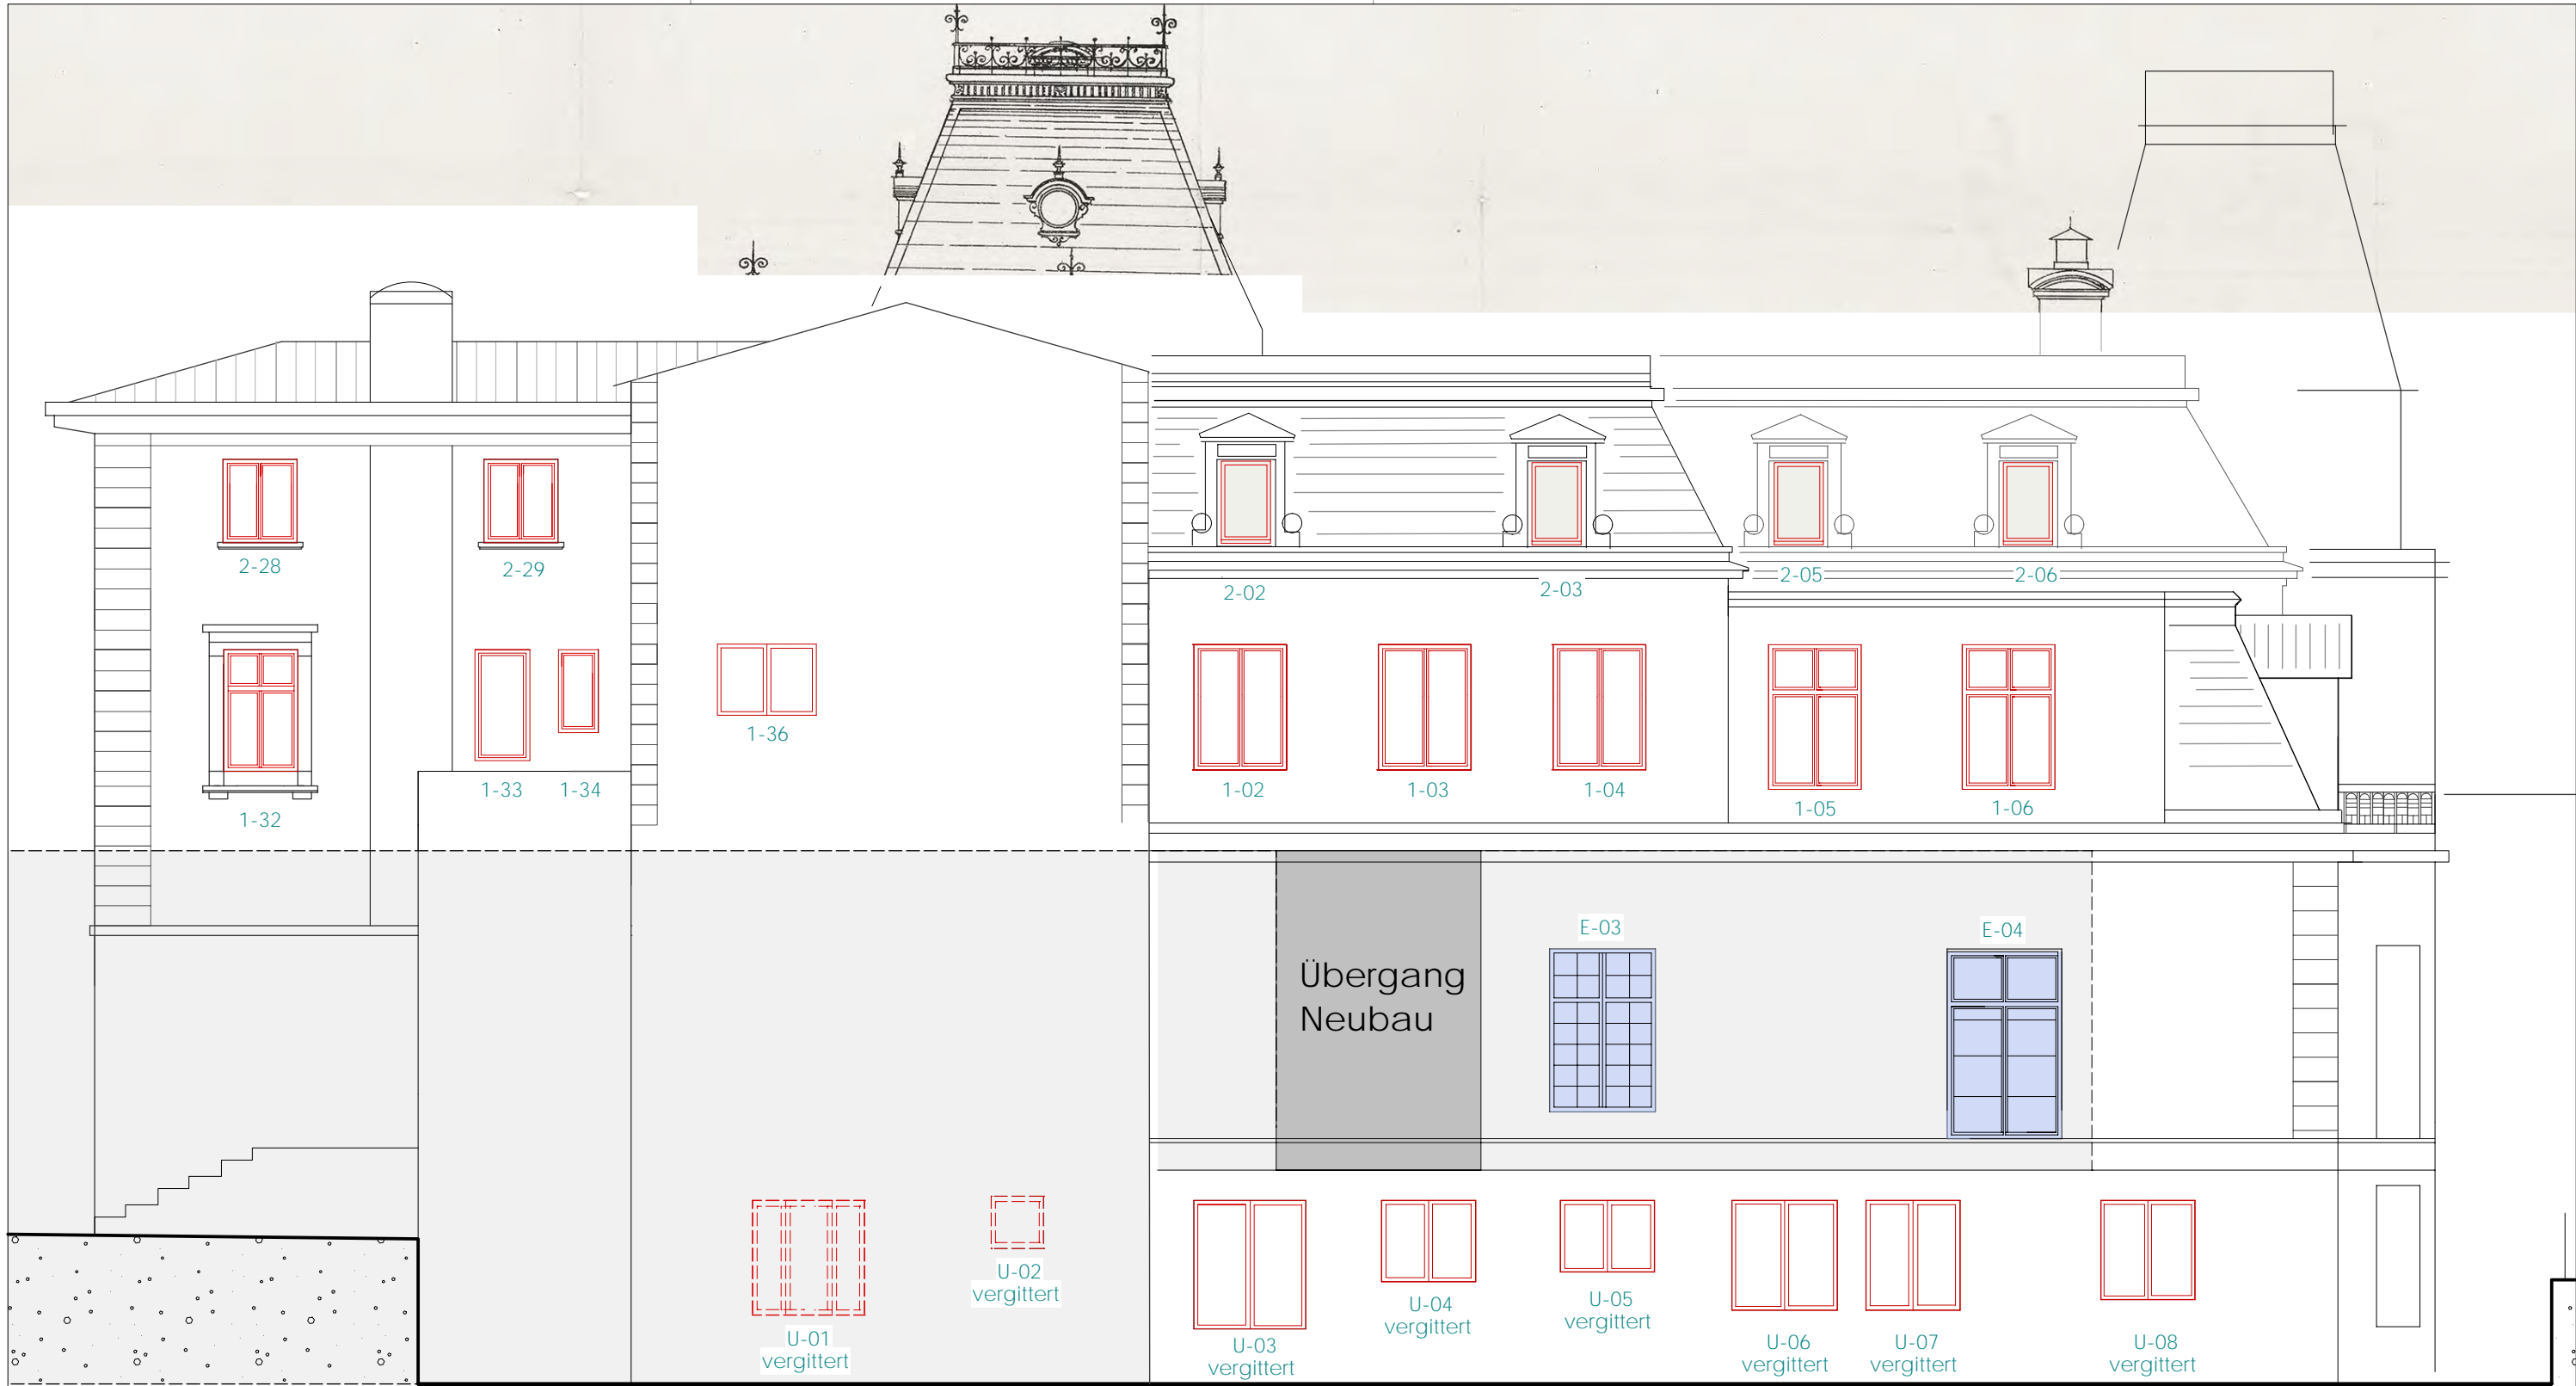 2-28
2-29
2-02
2-03
2-05
2-06
1-32
1-33
1-34
1-36
1-02
1-03
1-04
1-05
1-06
Übergang
Neubau
E-03
E-04
U-01
vergittert
U-02
vergittert
U-03
vergittert
U-04
vergittert
U-05
vergittert
U-06
vergittert
U-07
vergittert
U-08
vergittert